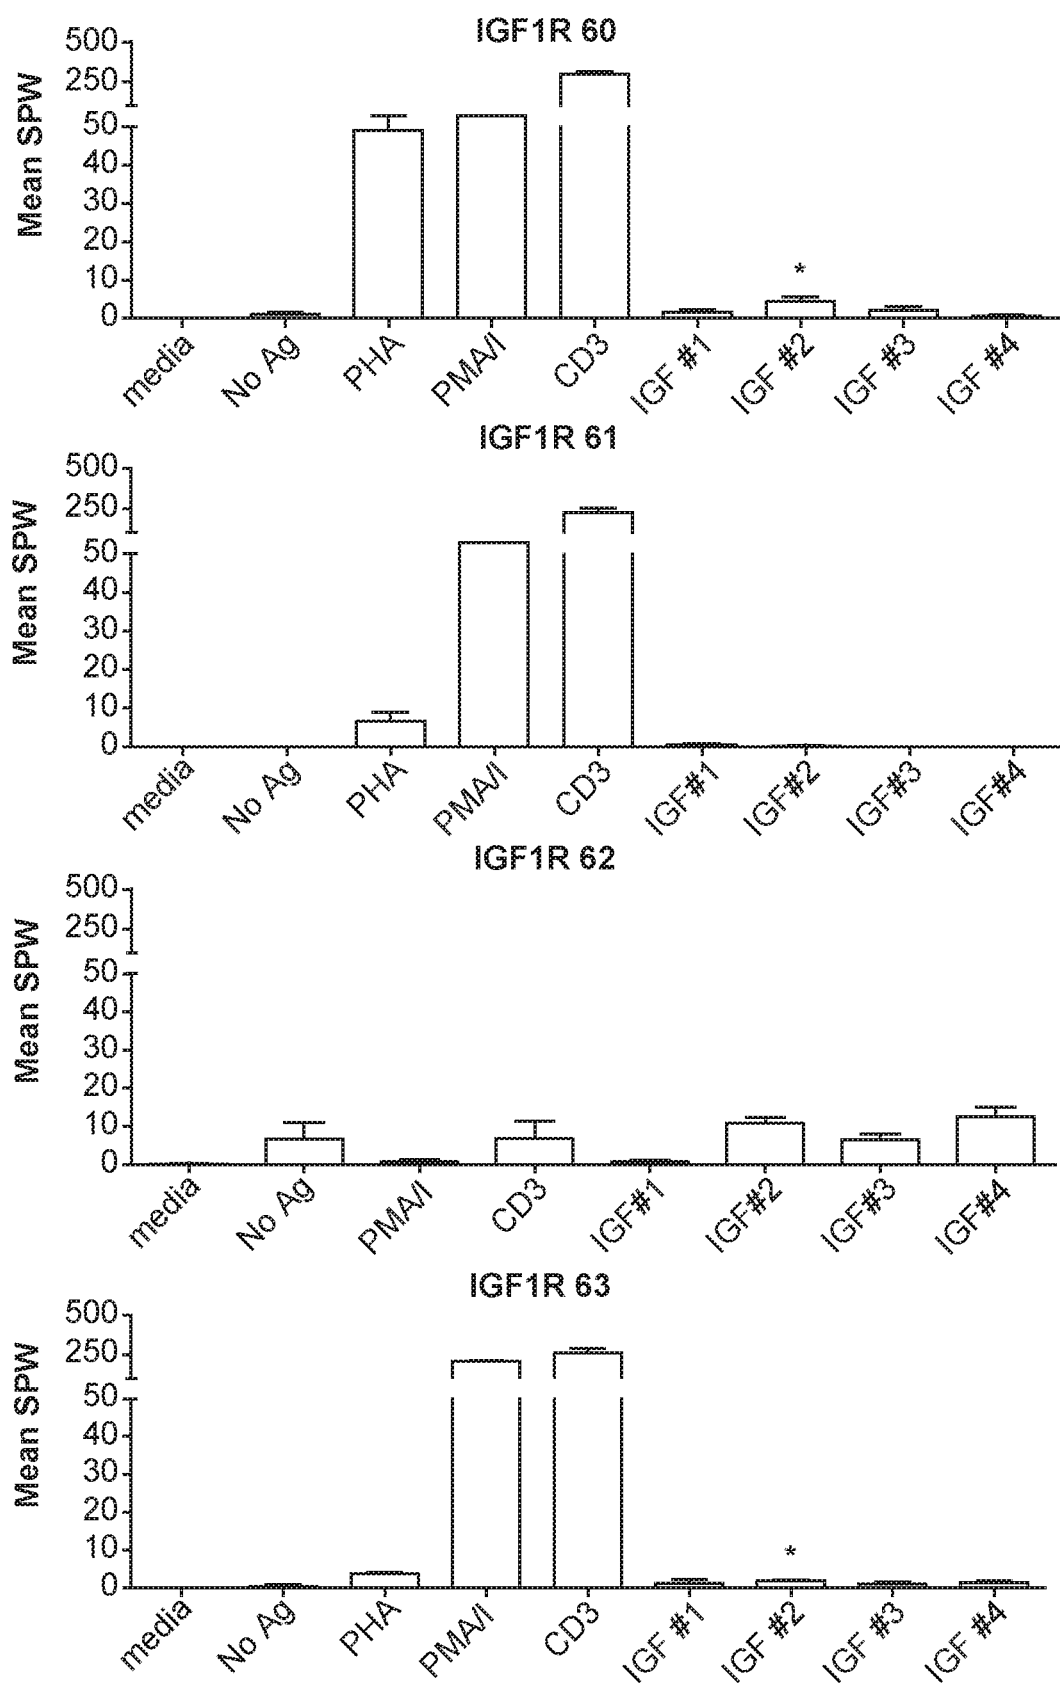 IGF1R 60
Mean SPW
500
250
50
40
30
20
10
0
*
media No Ag PHA PMA/I CD3 IGF #1 IGF #2 IGF #3 IGF #4
IGF1R 61
Mean SPW
500
250
50
40
30
20
10
0
media No Ag PHA PMA/I CD3 IGF#1 IGF#2 IGF#3 IGF#4
IGF1R 62
Mean SPW
500
250
50
40
30
20
10
0
media No Ag PMA/I CD3 IGF#1 IGF#2 IGF#3 IGF#4
IGF1R 63
Mean SPW
500
250
50
40
30
20
10
0
*
media No Ag PHA PMA/I CD3 IGF #1 IGF #2 IGF #3 IGF #4